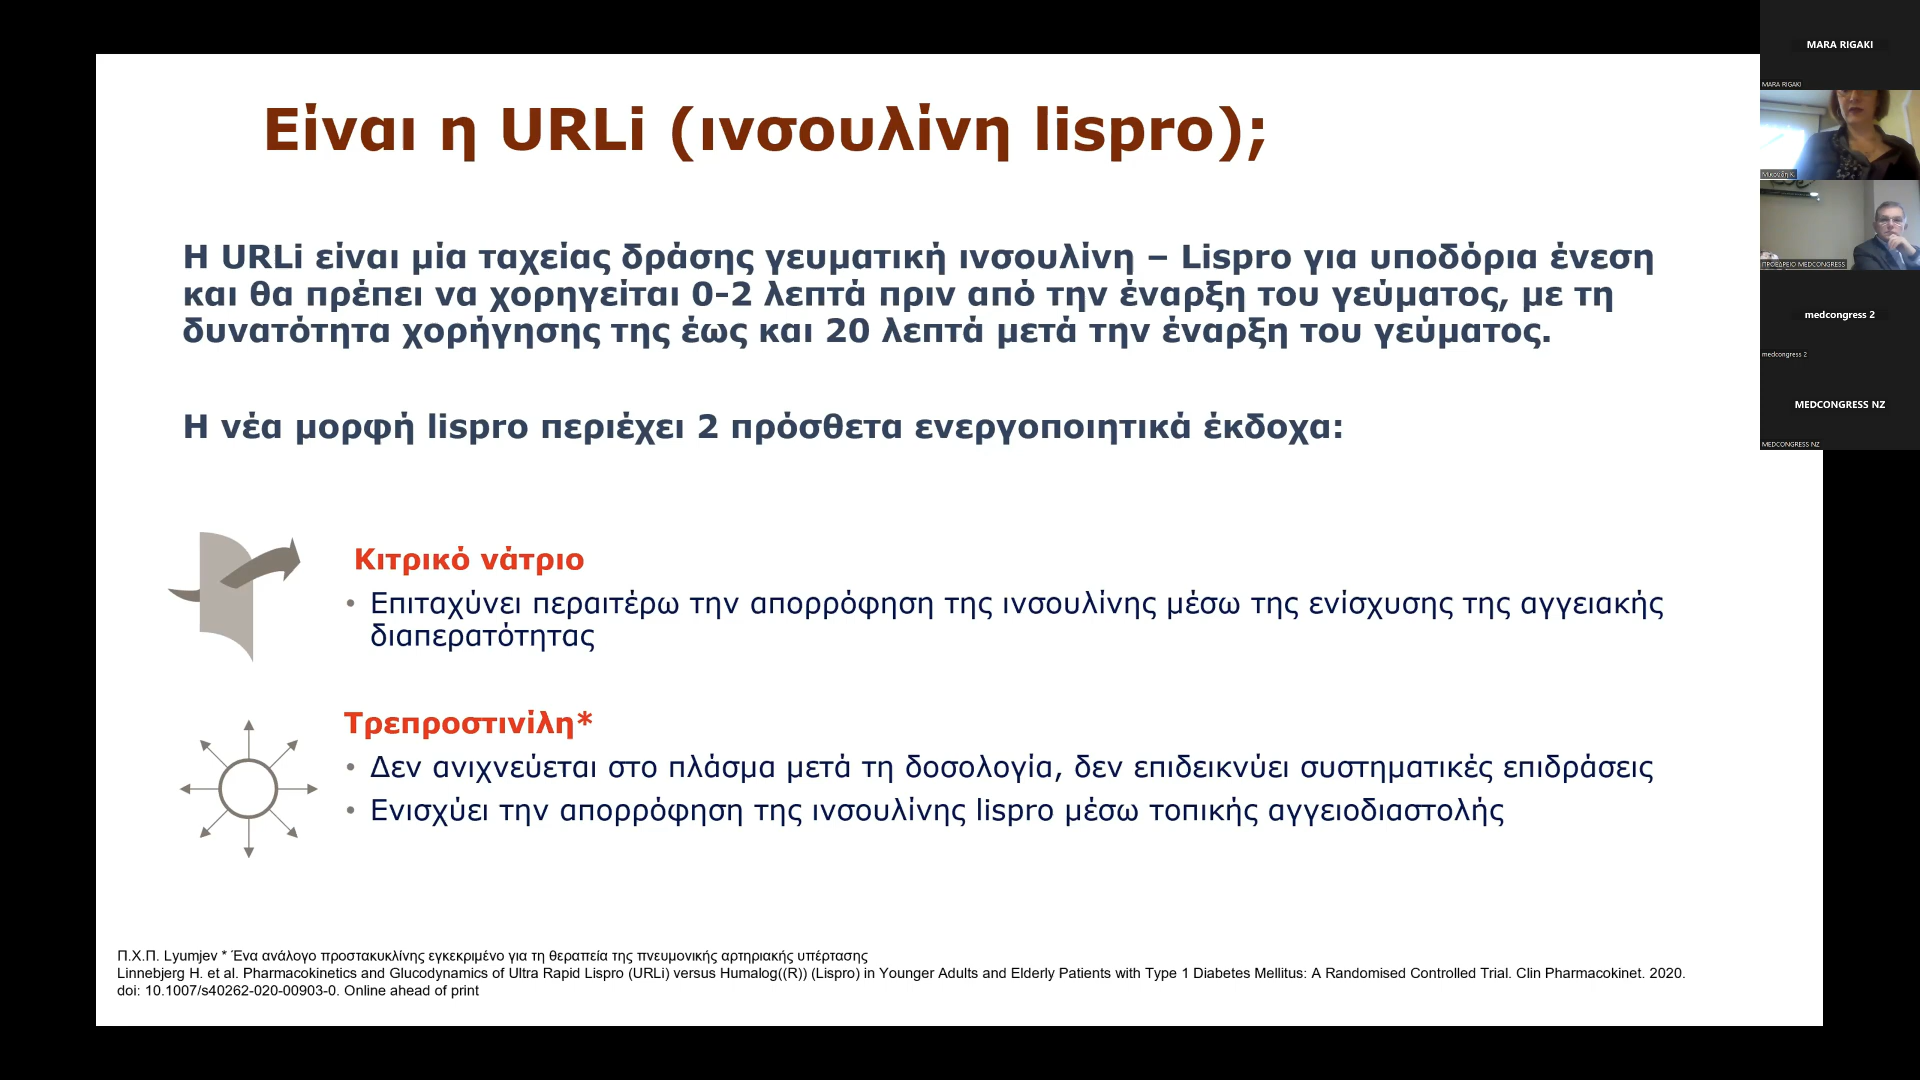 Είναι η URLi (ινσουλίνη lispro);
Η URLi είναι μία ταχείας δράσης γευματική ινσουλίνη – Lispro για υποδόρια ένεση
και θα πρέπει να χορηγείται 0-2 λεπτά πριν από την έναρξη του γεύματος, με τη
δυνατότητα χορήγησης της έως και 20 λεπτά μετά την έναρξη του γεύματος.
Η νέα μορφή lispro περιέχει 2 πρόσθετα ενεργοποιητικά έκδοχα:
Κιτρικό νάτριο
• Επιταχύνει περαιτέρω την απορρόφηση της ινσουλίνης μέσω της ενίσχυσης της αγγειακής
διαπερατότητας
Τρεπροστινίλη*
• Δεν ανιχνεύεται στο πλάσμα μετά τη δοσολογία, δεν επιδεικνύει συστηματικές επιδράσεις
• Ενισχύει την απορρόφηση της ινσουλίνης lispro μέσω τοπικής αγγειοδιαστολής
Π.Χ.Π. Lyumjev * Ένα ανάλογο προστακυκλίνης εγκεκριμένο για τη θεραπεία της πνευμονικής αρτηριακής υπέρτασης
Linnebjerg H. et al. Pharmacokinetics and Glucodynamics of Ultra Rapid Lispro (URLi) versus Humalog((R)) (Lispro) in Younger Adults and Elderly Patients with Type 1 Diabetes Mellitus: A Randomised Controlled Trial. Clin Pharmacokinet. 2020.
doi: 10.1007/s40262-020-00903-0. Online ahead of print
MARA RIGAKI
MARA RIGAKI
ΠΡΟΕΔΡΕΙΟ MEDCONGRESS
medcongress 2
medcongress 2
MEDCONGRESS NZ
MEDCONGRESS NZ